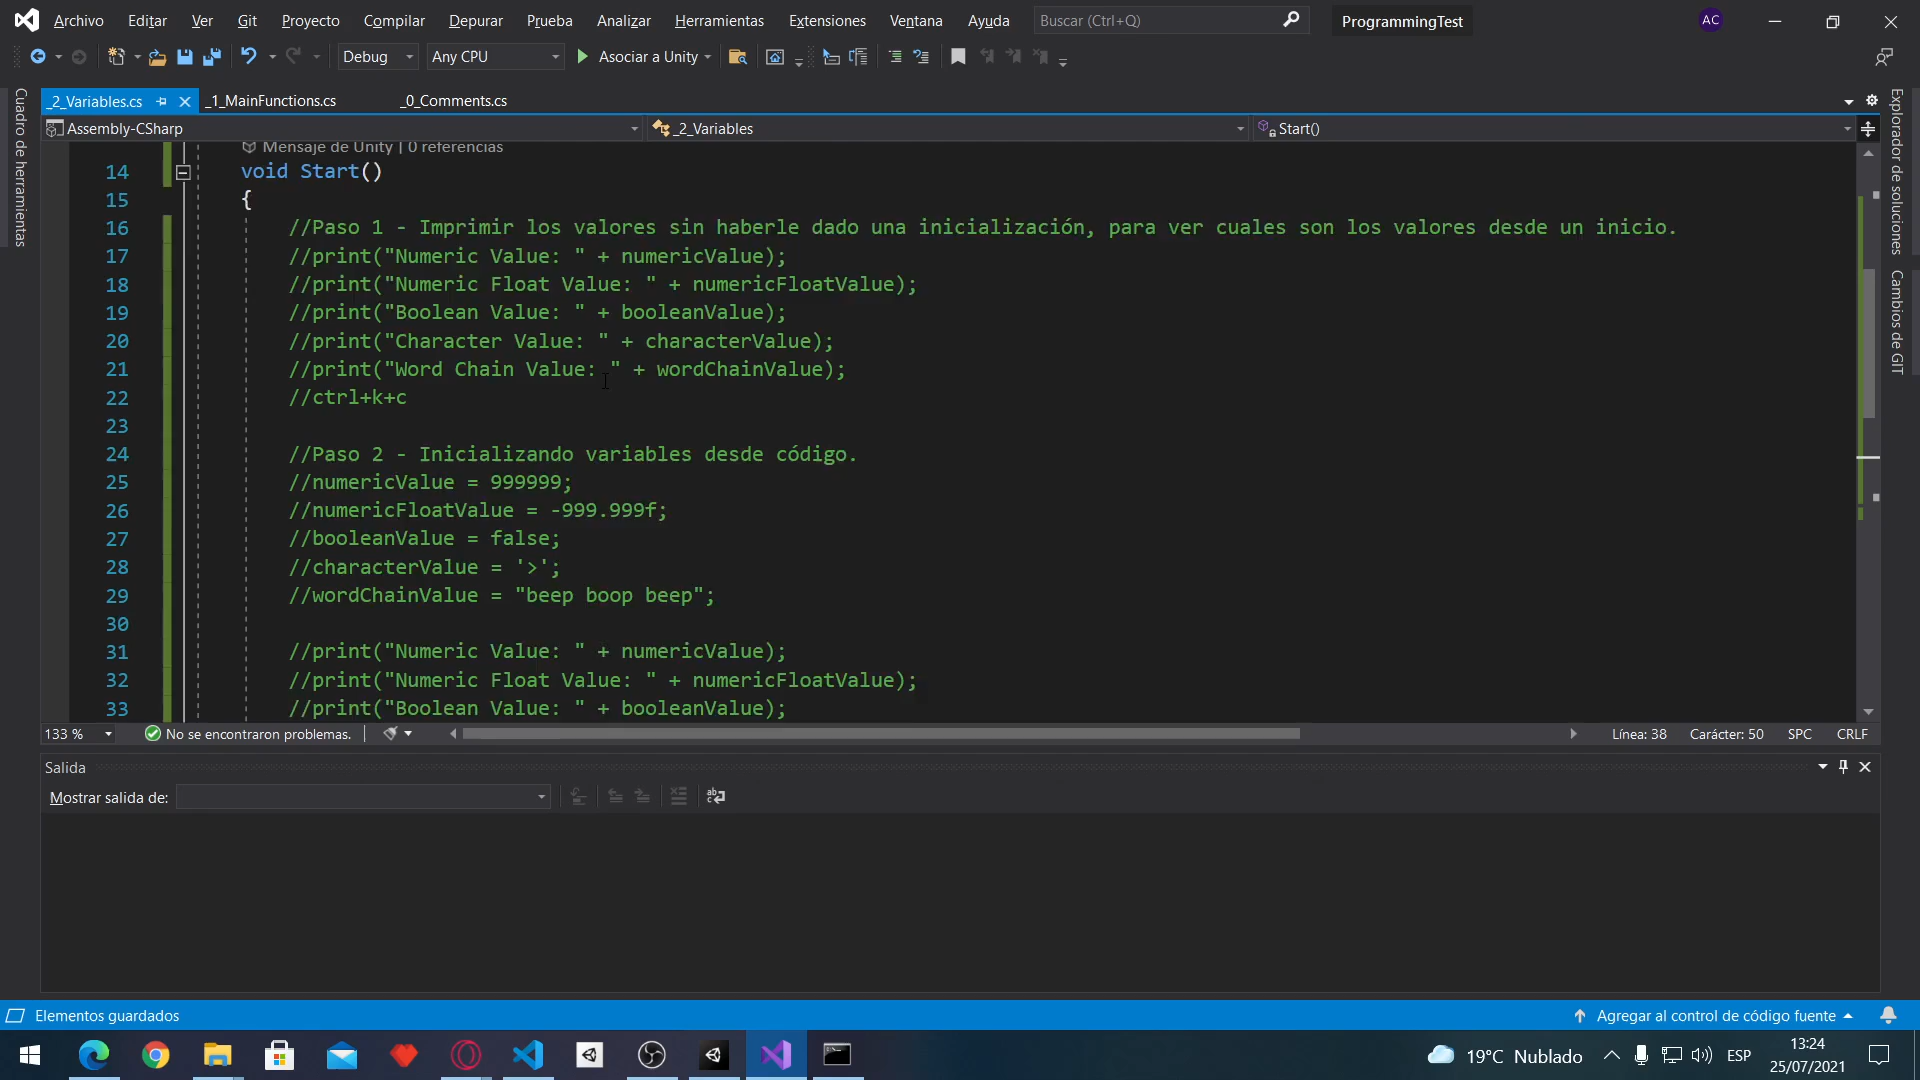 Archivo Editar Ver Git Proyecto Compilar Depurar Prueba Analizar Herramientas Extensiones Ventana Ayuda Buscar (Ctrl+Q) ProgrammingTest AC
Debug Any CPU Asociar a Unity
Cuadro de herramientas
_2_Variables.cs _1_MainFunctions.cs _0_Comments.cs
Assembly-CSharp _2_Variables Start()
Mensaje de Unity | 0 referencias
14 void Start()
15 {
16 //Paso 1 - Imprimir los valores sin haberle dado una inicialización, para ver cuales son los valores desde un inicio.
17 //print("Numeric Value: " + numericValue);
18 //print("Numeric Float Value: " + numericFloatValue);
19 //print("Boolean Value: " + booleanValue);
20 //print("Character Value: " + characterValue);
21 //print("Word Chain Value: " + wordChainValue);
22 //ctrl+k+c
23
24 //Paso 2 - Inicializando variables desde código.
25 //numericValue = 999999;
26 //numericFloatValue = -999.999f;
27 //booleanValue = false;
28 //characterValue = '>';
29 //wordChainValue = "beep boop beep";
30
31 //print("Numeric Value: " + numericValue);
32 //print("Numeric Float Value: " + numericFloatValue);
33 //print("Boolean Value: " + booleanValue);
Explorador de soluciones
Cambios de GIT
133 % No se encontraron problemas. Línea: 38 Carácter: 50 SPC CRLF
Salida
Mostrar salida de:
Elementos guardados Agregar al control de código fuente
19°C Nublado ESP 13:24
25/07/2021